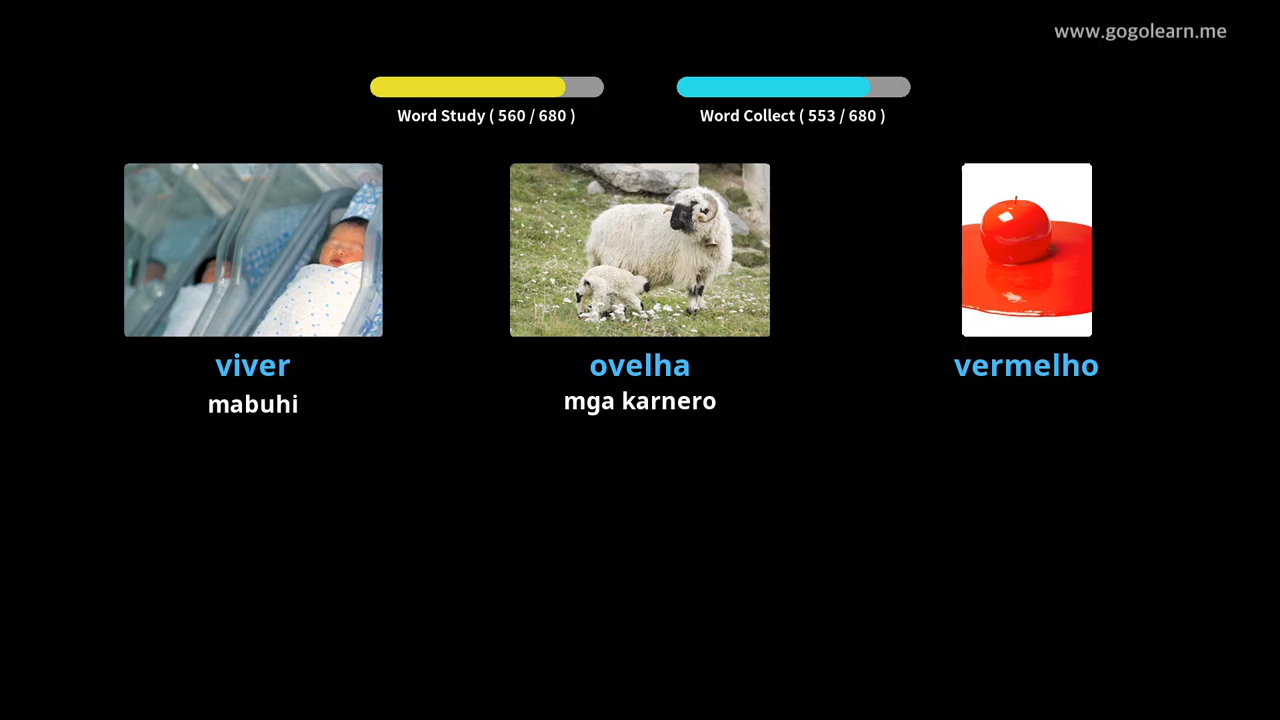 www.gogolearn.me
Word Study ( 560 / 680 )
Word Collect ( 553 / 680 )
viver
mabuhi
ovelha
mga karnero
vermelho